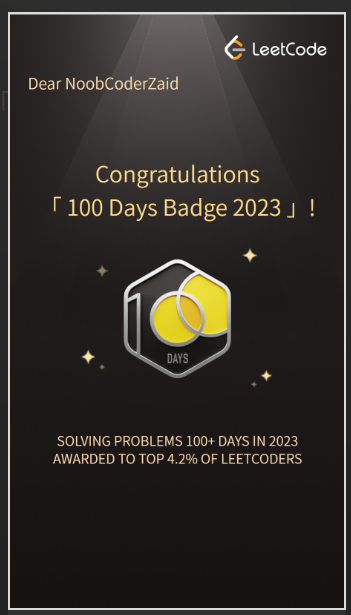 LeetCode
Dear NoobCoderZaid
Congratulations
「 100 Days Badge 2023 」!
100
DAYS
SOLVING PROBLEMS 100+ DAYS IN 2023
AWARDED TO TOP 4.2% OF LEETCODERS